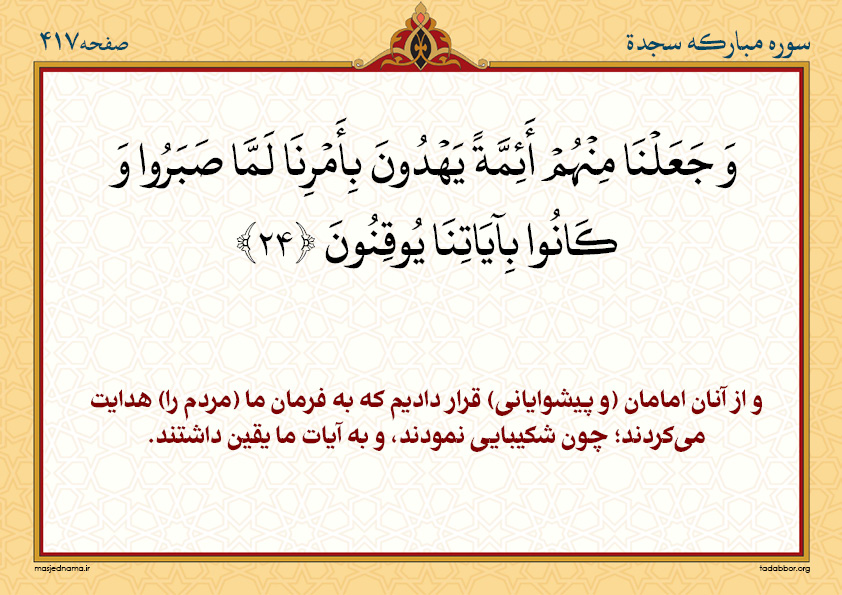 سوره مبارکه سجدة
صفحه۴۱۷
وَ جَعَلْنَا مِنْهُمْ أَئِمَّةً يَهْدُونَ بِأَمْرِنَا لَمَّا صَبَرُوا وَ
كَانُوا بِآيَاتِنَا يُوقِنُونَ ﴿۲۴﴾
و از آنان امامان (و پیشوایانی) قرار دادیم که به فرمان ما (مردم را) هدایت
می‌کردند؛ چون شکیبایی نمودند، و به آیات ما یقین داشتند.
masjednama.ir
tadabbor.org